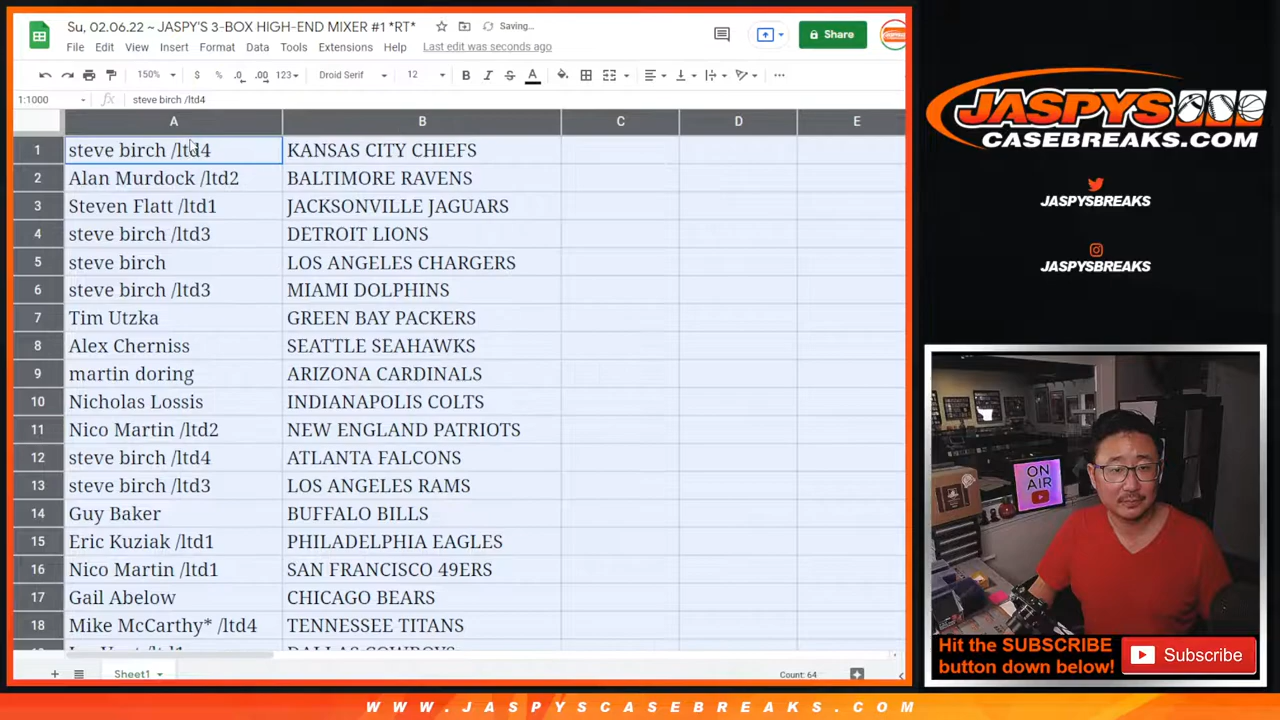 Su, 02.06.22 ~ JASPY'S 3-BOX HIGH-END MIXER #1 *RT*
Saving...
File Edit View Insert Format Data Tools Extensions Help Last edit was seconds ago
Share
150% $ % .0 .00 123 Droid Serif 12 B I S A
1:1000 fx steve birch /ltd4
A B C D E
1 steve birch /ltd4 KANSAS CITY CHIEFS
2 Alan Murdock /ltd2 BALTIMORE RAVENS
3 Steven Flatt /ltd1 JACKSONVILLE JAGUARS
4 steve birch /ltd3 DETROIT LIONS
5 steve birch LOS ANGELES CHARGERS
6 steve birch /ltd3 MIAMI DOLPHINS
7 Tim Utzka GREEN BAY PACKERS
8 Alex Cherniss SEATTLE SEAHAWKS
9 martin doring ARIZONA CARDINALS
10 Nicholas Lossis INDIANAPOLIS COLTS
11 Nico Martin /ltd2 NEW ENGLAND PATRIOTS
12 steve birch /ltd4 ATLANTA FALCONS
13 steve birch /ltd3 LOS ANGELES RAMS
14 Guy Baker BUFFALO BILLS
15 Eric Kuziak /ltd1 PHILADELPHIA EAGLES
16 Nico Martin /ltd1 SAN FRANCISCO 49ERS
17 Gail Abelow CHICAGO BEARS
18 Mike McCarthy* /ltd4 TENNESSEE TITANS
DALLAS COWBOYS
Sheet1
Count: 64
JASPYS
CASEBREAKS.COM
JASPYSBREAKS
JASPYSBREAKS
ON
AIR
Hit the SUBSCRIBE
button down below!
Subscribe
WWW.JASPYSCASEBREAKS.COM